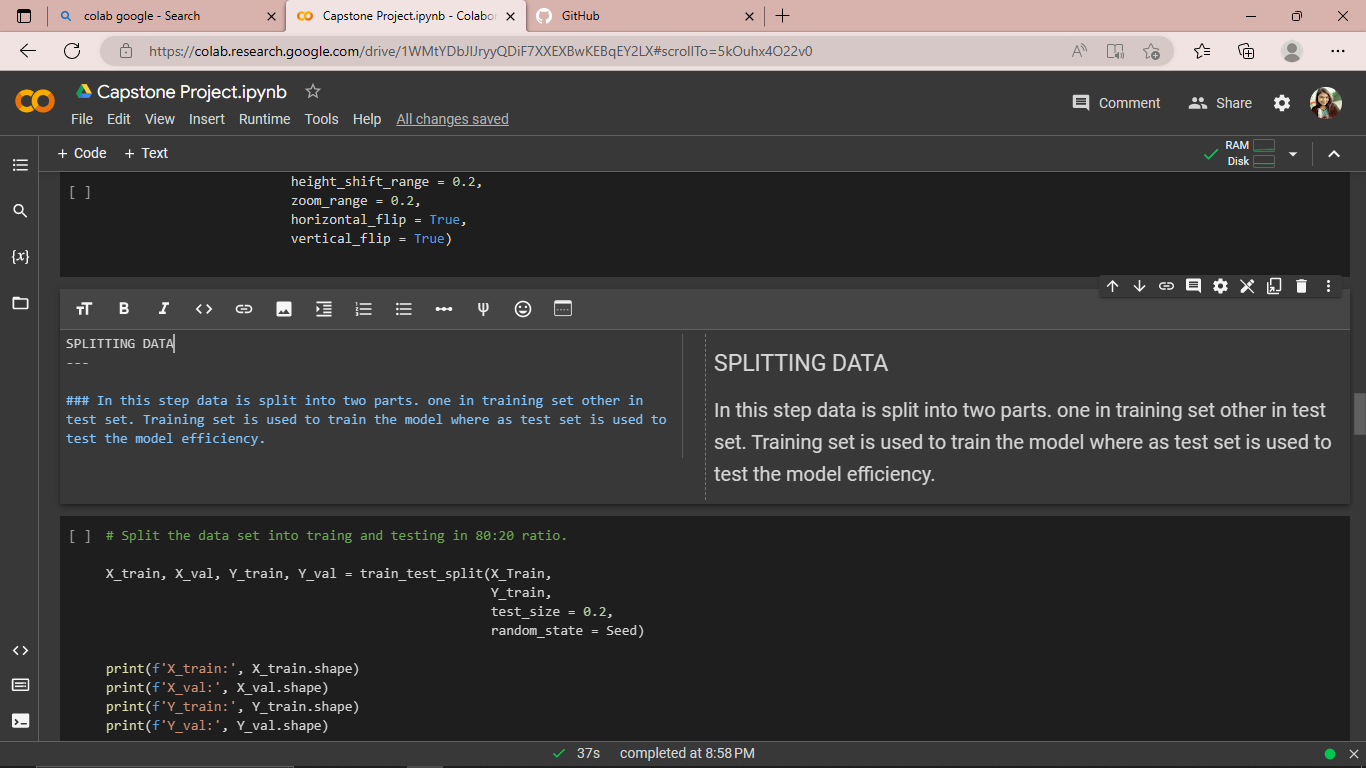 colab google - Search
Capstone Project.ipynb - Colabor
GitHub
https://colab.research.google.com/drive/1WMtYDbJIJryyQDiF7XXEXBwKEBqEY2LX#scrollTo=5kOuhx4O22v0
Capstone Project.ipynb
Comment
Share
File Edit View Insert Runtime Tools Help All changes saved
+ Code + Text
RAM
Disk
height_shift_range = 0.2,
[ ]
zoom_range = 0.2,
horizontal_flip = True,
vertical_flip = True)
SPLITTING DATA
---
### In this step data is split into two parts. one in training set other in
test set. Training set is used to train the model where as test set is used to
test the model efficiency.
SPLITTING DATA
In this step data is split into two parts. one in training set other in test
set. Training set is used to train the model where as test set is used to
test the model efficiency.
[ ] # Split the data set into traing and testing in 80:20 ratio.
X_train, X_val, Y_train, Y_val = train_test_split(X_Train,
Y_train,
test_size = 0.2,
random_state = Seed)
print(f'X_train:', X_train.shape)
print(f'X_val:', X_val.shape)
print(f'Y_train:', Y_train.shape)
print(f'Y_val:', Y_val.shape)
37s completed at 8:58 PM